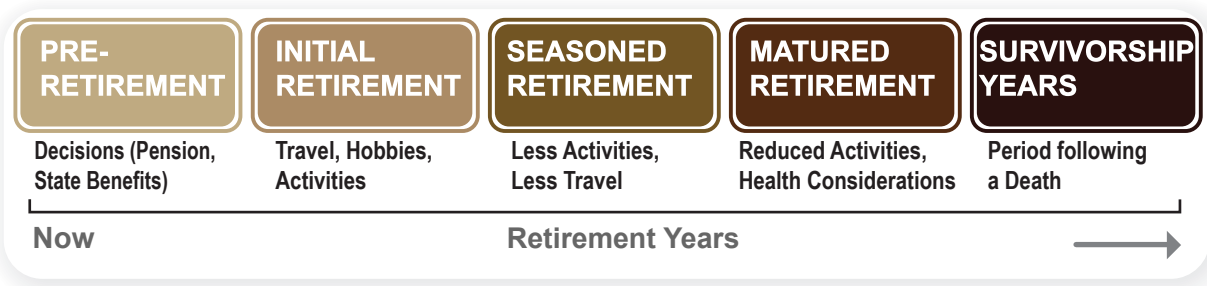 PRE-
RETIREMENT
INITIAL
RETIREMENT
SEASONED
RETIREMENT
MATURED
RETIREMENT
SURVIVORSHIP
YEARS
Decisions (Pension,
State Benefits)
Travel, Hobbies,
Activities
Less Activities,
Less Travel
Reduced Activities,
Health Considerations
Period following
a Death
Now
Retirement Years